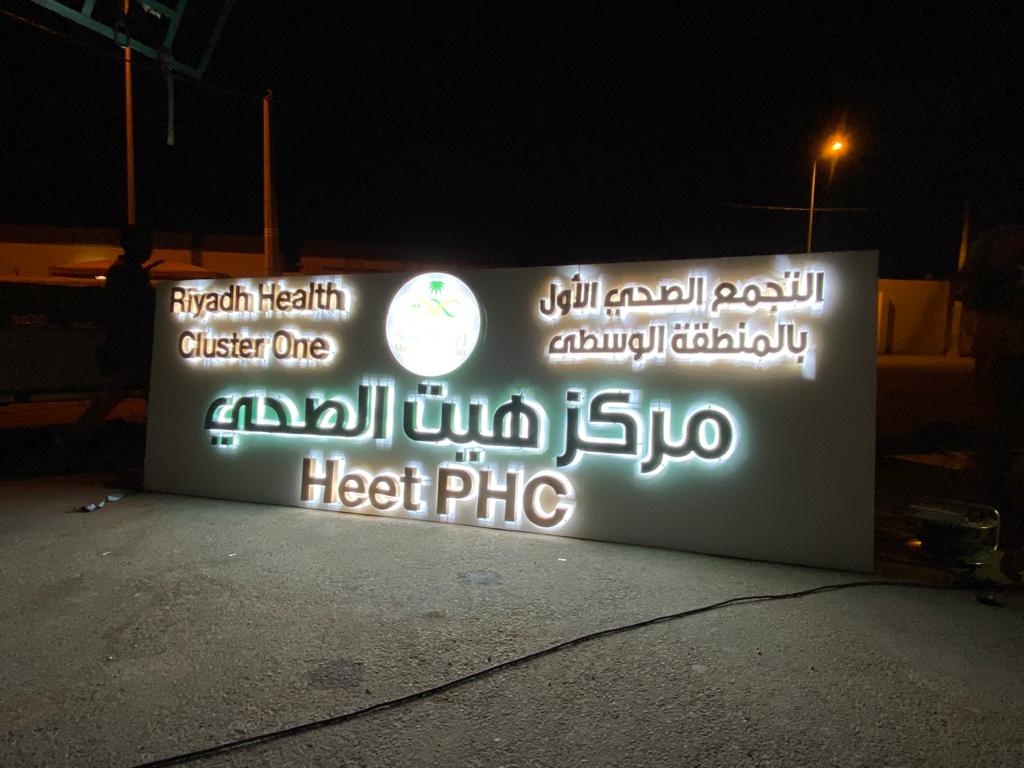 Riyadh Health
Cluster One
التجمع الصحي الأول
بالمنطقة الوسطى
مركز هيت الصحي
Heet PHC